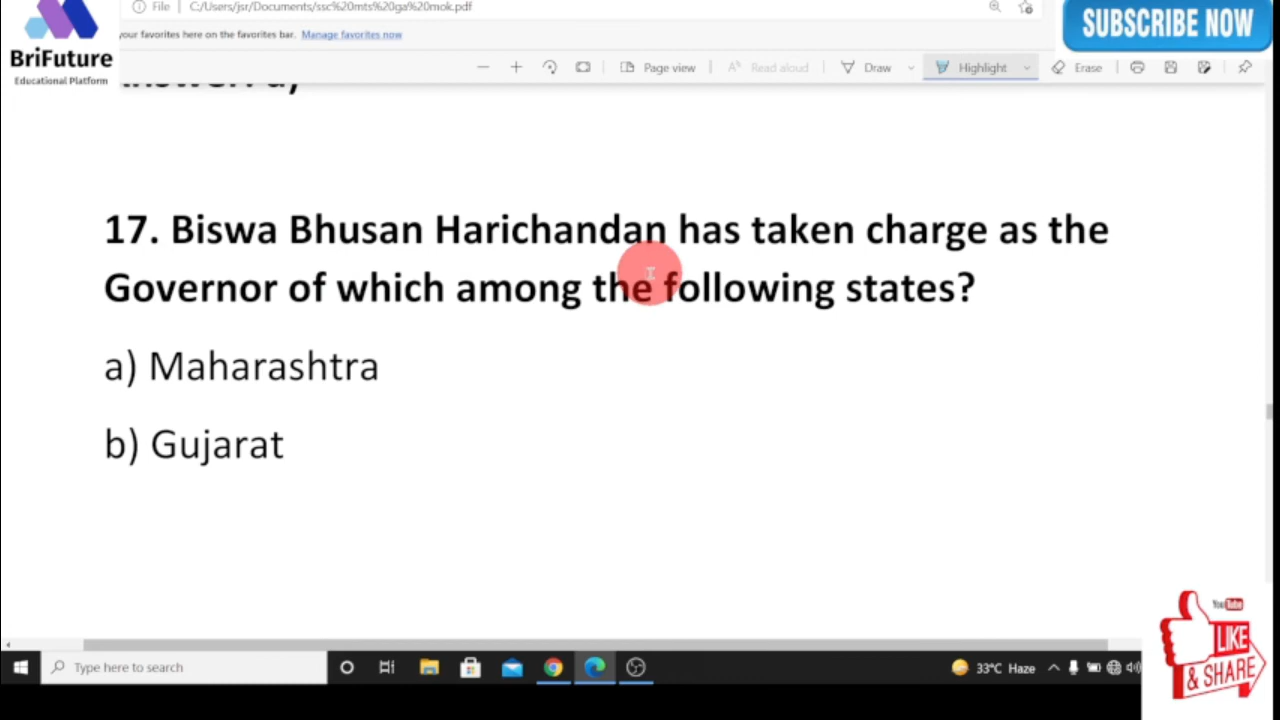 File
C:/Users/jsr/Documents/ssc%20mts%20ga%20mok.pdf
SUBSCRIBE NOW
your favorites here on the favorites bar. Manage favorites now
BriFuture
Educational Platform
Page view
Read aloud
Draw
Highlight
Erase
17. Biswa Bhusan Harichandan has taken charge as the
Governor of which among the following states?
a) Maharashtra
b) Gujarat
YouTube
LIKE
& SHARE
Type here to search
33°C Haze